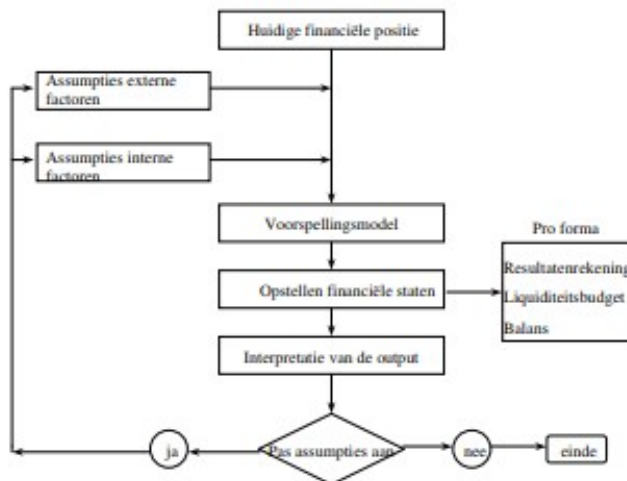 Huidige financiële positie
Assumpties externe
factoren
Assumpties interne
factoren
Voorspellingsmodel
Pro forma
Opstellen financiële staten
Resultatenrekening
Liquiditeitsbudget
Balans
Interpretatie van de output
ja
Pas assumpties aan
nee
einde